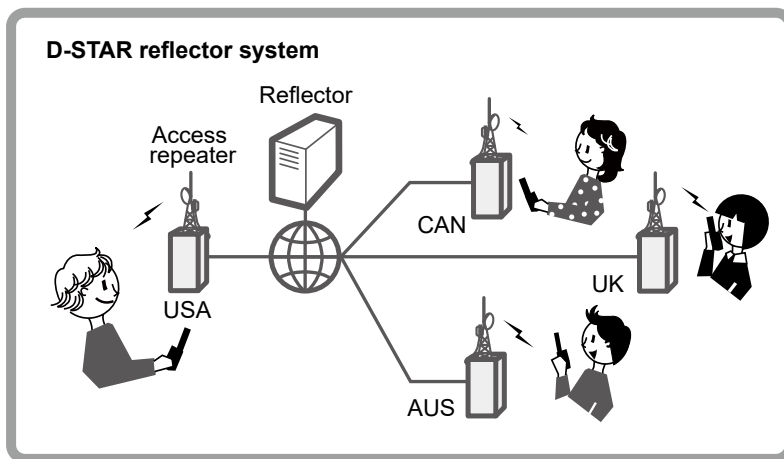 D-STAR reflector system
Reflector
Access
repeater
CAN
UK
USA
AUS